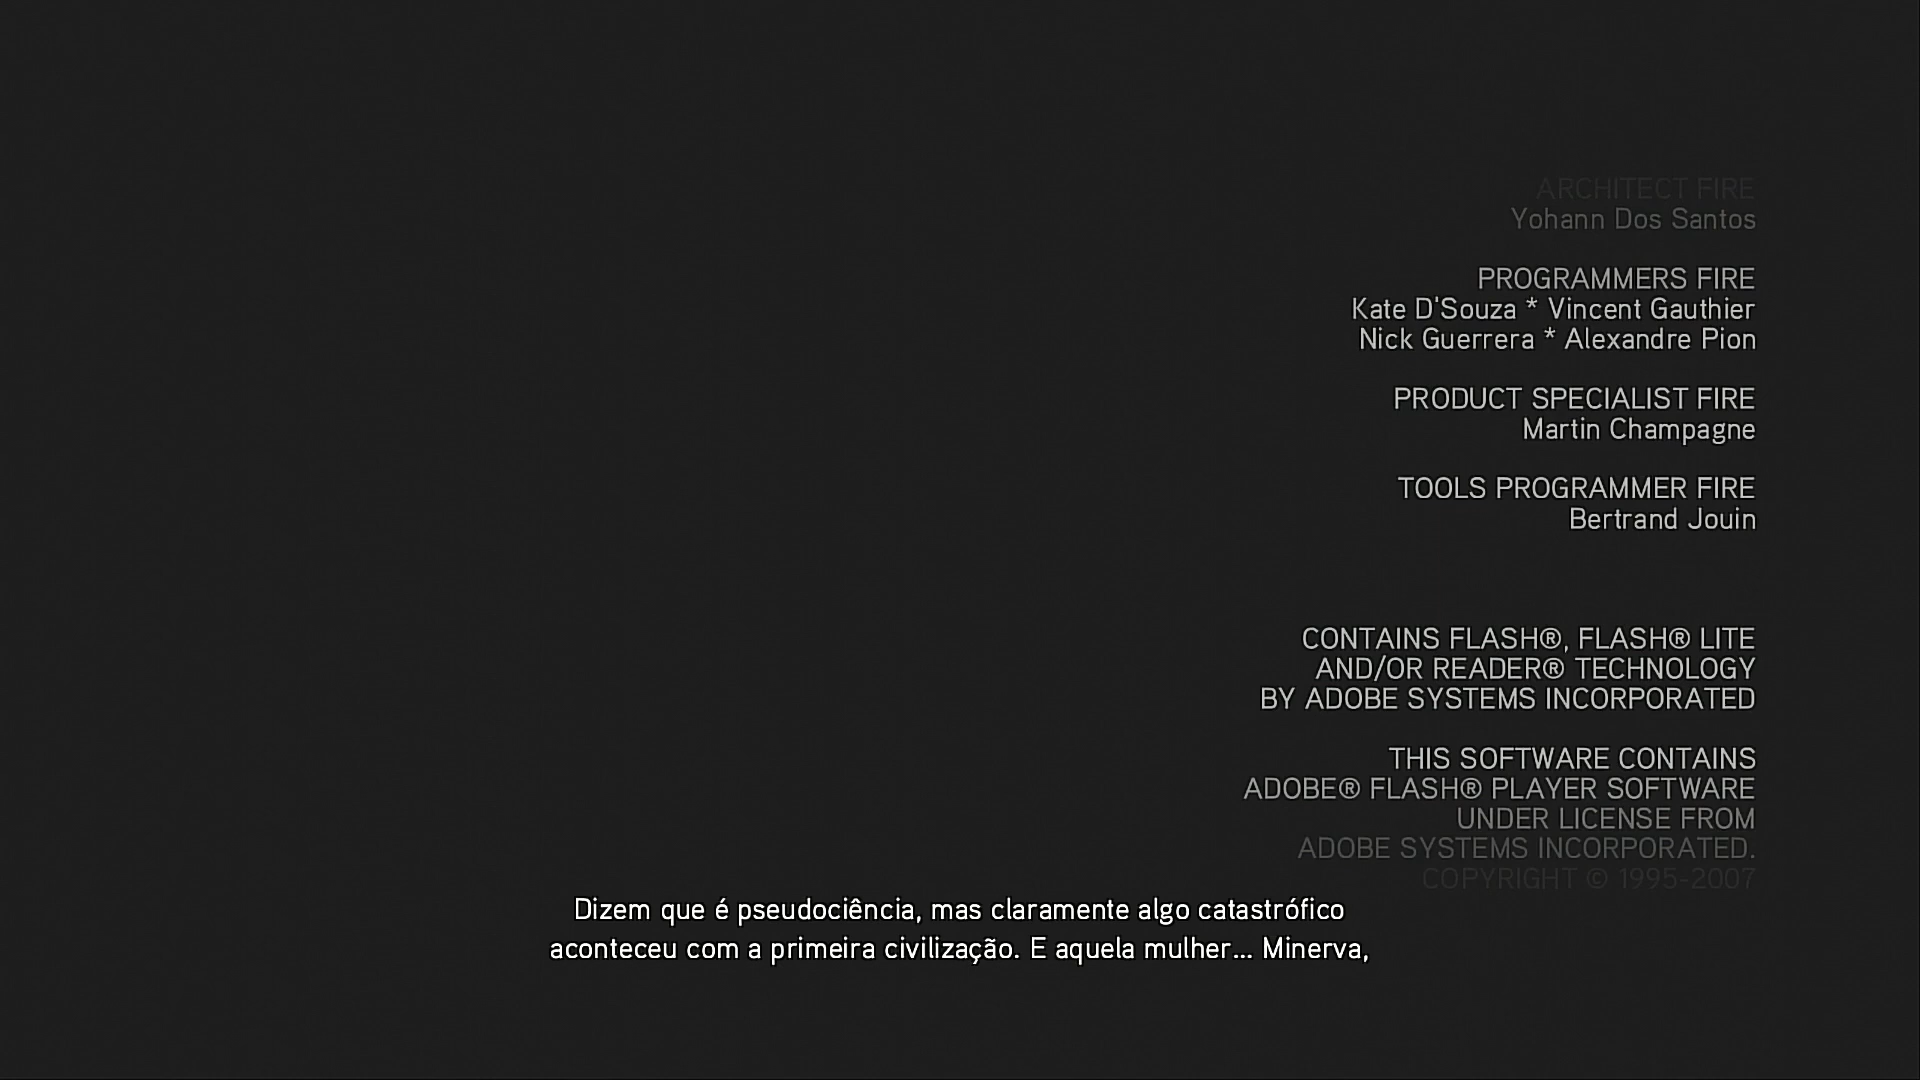 ARCHITECT FIRE
Yohann Dos Santos
PROGRAMMERS FIRE
Kate D'Souza * Vincent Gauthier
Nick Guerrera * Alexandre Pion
PRODUCT SPECIALIST FIRE
Martin Champagne
TOOLS PROGRAMMER FIRE
Bertrand Jouin
CONTAINS FLASH®, FLASH® LITE
AND/OR READER® TECHNOLOGY
BY ADOBE SYSTEMS INCORPORATED
THIS SOFTWARE CONTAINS
ADOBE® FLASH® PLAYER SOFTWARE
UNDER LICENSE FROM
ADOBE SYSTEMS INCORPORATED.
COPYRIGHT © 1995-2007
Dizem que é pseudociência, mas claramente algo catastrófico
aconteceu com a primeira civilização. E aquela mulher... Minerva,